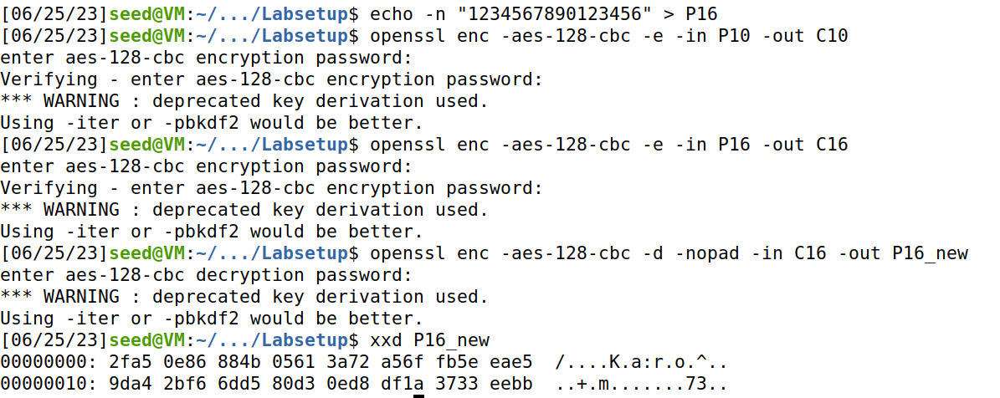 [06/25/23]seed@VM:~/.../Labsetup$ echo -n "1234567890123456" > P16
[06/25/23]seed@VM:~/.../Labsetup$ openssl enc -aes-128-cbc -e -in P10 -out C10
enter aes-128-cbc encryption password:
Verifying - enter aes-128-cbc encryption password:
*** WARNING : deprecated key derivation used.
Using -iter or -pbkdf2 would be better.
[06/25/23]seed@VM:~/.../Labsetup$ openssl enc -aes-128-cbc -e -in P16 -out C16
enter aes-128-cbc encryption password:
Verifying - enter aes-128-cbc encryption password:
*** WARNING : deprecated key derivation used.
Using -iter or -pbkdf2 would be better.
[06/25/23]seed@VM:~/.../Labsetup$ openssl enc -aes-128-cbc -d -nopad -in C16 -out P16_new
enter aes-128-cbc decryption password:
*** WARNING : deprecated key derivation used.
Using -iter or -pbkdf2 would be better.
[06/25/23]seed@VM:~/.../Labsetup$ xxd P16_new
00000000: 2fa5 0e86 884b 0561 3a72 a56f fb5e eae5  /....K.a:r.o.^..
00000010: 9da4 2bf6 6dd5 80d3 0ed8 df1a 3733 eebb  ..+.m.......73..